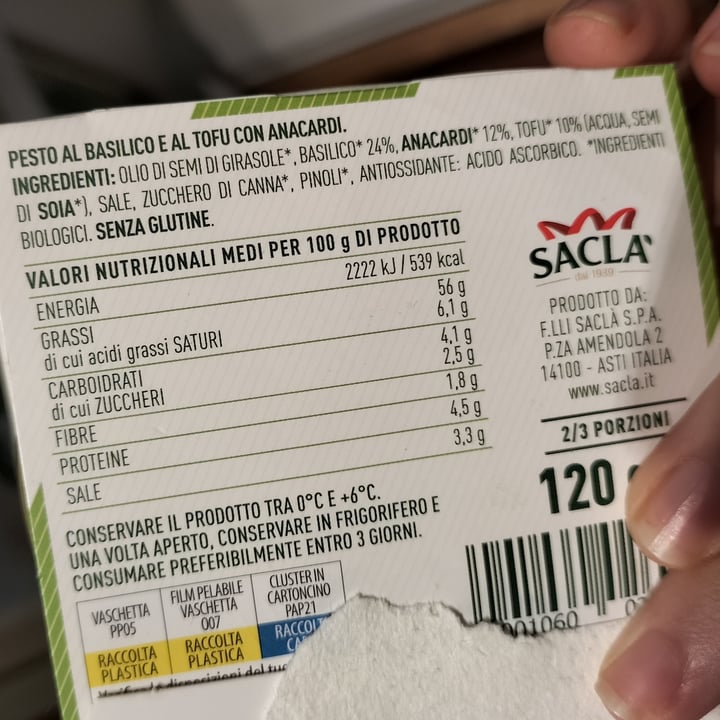 PESTO AL BASILICO E AL TOFU CON ANACARDI.
INGREDIENTI: OLIO DI SEMI DI GIRASOLE*, BASILICO* 24%, ANACARDI* 12%, TOFU* 10% (ACQUA, SEMI
DI SOIA*), SALE, ZUCCHERO DI CANNA*, PINOLI*, ANTIOSSIDANTE: ACIDO ASCORBICO. *INGREDIENTI
BIOLOGICI. SENZA GLUTINE.
VALORI NUTRIZIONALI MEDI PER 100 g DI PRODOTTO
ENERGIA 2222 kJ / 539 kcal
GRASSI 56 g
di cui acidi grassi SATURI 6,1 g
CARBOIDRATI 4,1 g
di cui ZUCCHERI 2,5 g
FIBRE 1,8 g
PROTEINE 4,5 g
SALE 3,3 g
CONSERVARE IL PRODOTTO TRA 0°C E +6°C.
UNA VOLTA APERTO, CONSERVARE IN FRIGORIFERO E
CONSUMARE PREFERIBILMENTE ENTRO 3 GIORNI.
VASCHETTA
PP05
RACCOLTA
PLASTICA
FILM PELABILE
VASCHETTA
007
RACCOLTA
PLASTICA
CLUSTER IN
CARTONCINO
PAP21
SACLA'
dal 1939
PRODOTTO DA:
F.LLI SACLÀ S.P.A.
P.ZA AMENDOLA 2
14100 - ASTI ITALIA
www.sacla.it
2/3 PORZIONI
120
001060